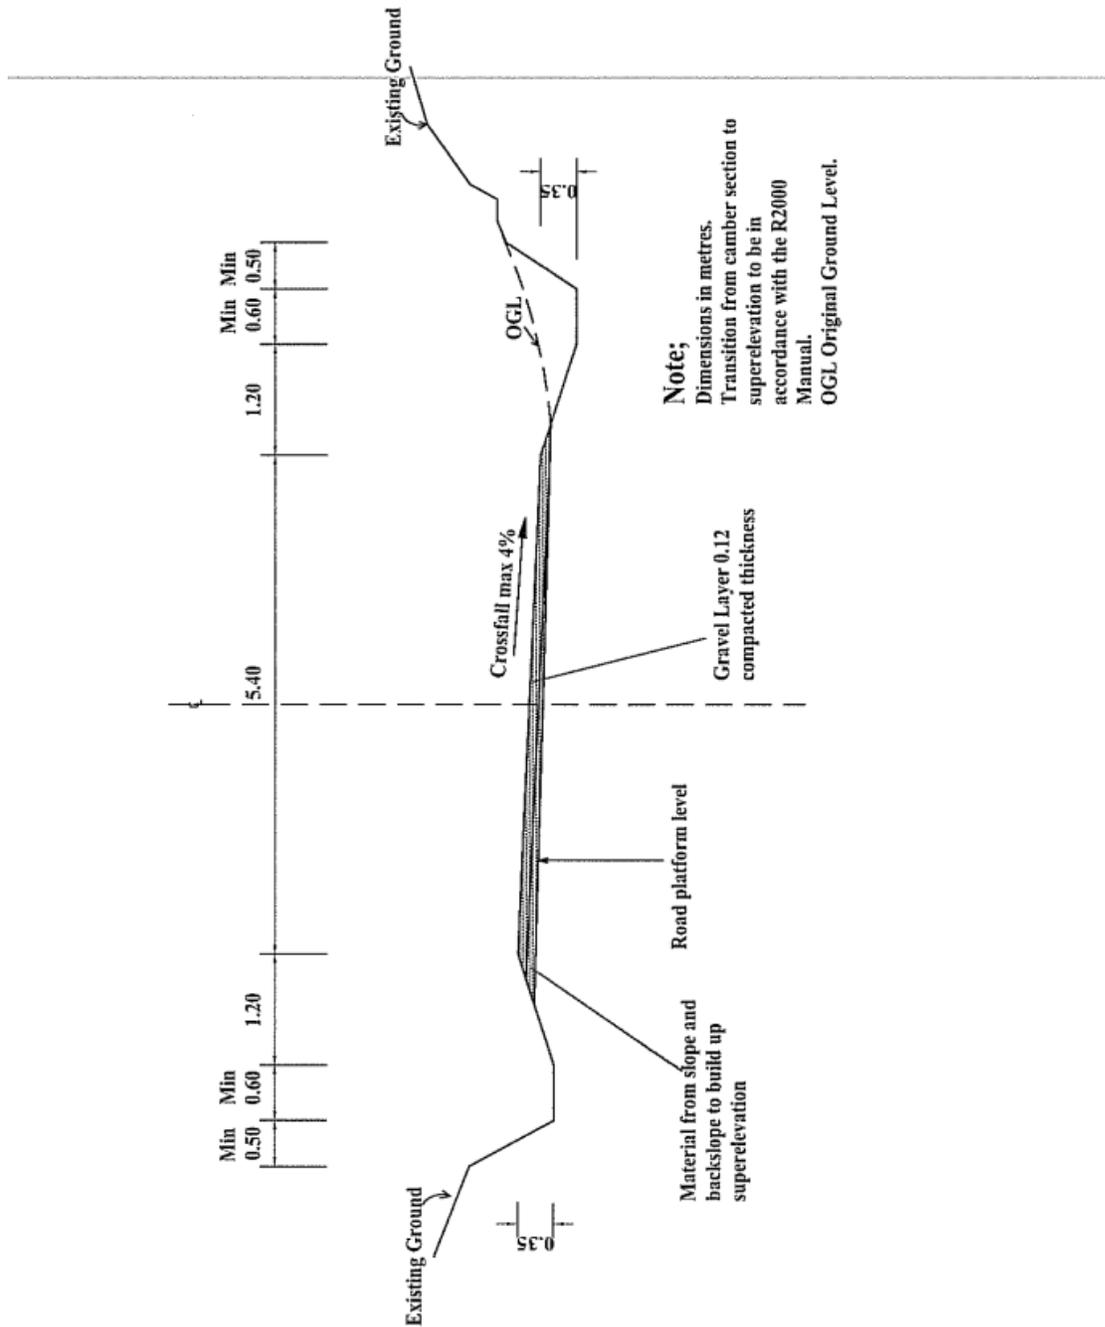 Min
0.50
Min
0.60
1.20
5.40
1.20
Min
0.60
Min
0.50
Existing Ground
0.35
Crossfall max 4%
OGL
Existing Ground
0.35
Material from slope and
backslope to build up
superelevation
Road platform level
Gravel Layer 0.12
compacted thickness
Note;
Dimensions in metres.
Transition from camber section to
superelevation to be in
accordance with the R2000
Manual.
OGL Original Ground Level.